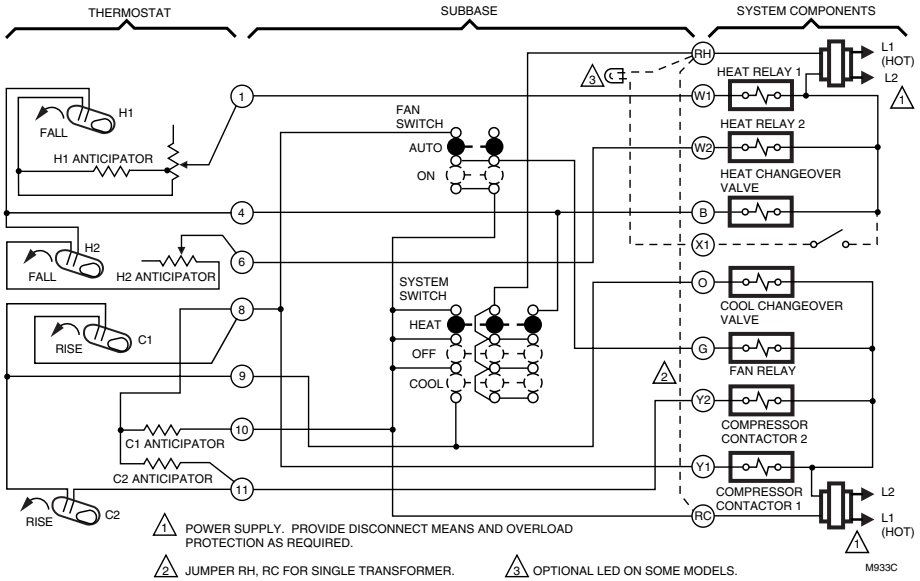 THERMOSTAT
SUBBASE
SYSTEM COMPONENTS
RH
L1
(HOT)
L2
1
3
HEAT RELAY 1
1
W1
H1
FALL
FAN
SWITCH
AUTO
ON
HEAT RELAY 2
W2
H1 ANTICIPATOR
HEAT CHANGEOVER
VALVE
4
B
X1
H2
FALL
H2 ANTICIPATOR
6
SYSTEM
SWITCH
O
COOL CHANGEOVER
VALVE
8
HEAT
OFF
COOL
RISE
C1
G
FAN RELAY
2
9
Y2
COMPRESSOR
CONTACTOR 2
10
C1 ANTICIPATOR
Y1
C2 ANTICIPATOR
11
COMPRESSOR
CONTACTOR 1
L2
L1
(HOT)
RC
1
RISE
C2
1 POWER SUPPLY. PROVIDE DISCONNECT MEANS AND OVERLOAD
PROTECTION AS REQUIRED.
2 JUMPER RH, RC FOR SINGLE TRANSFORMER.
3 OPTIONAL LED ON SOME MODELS.
M933C